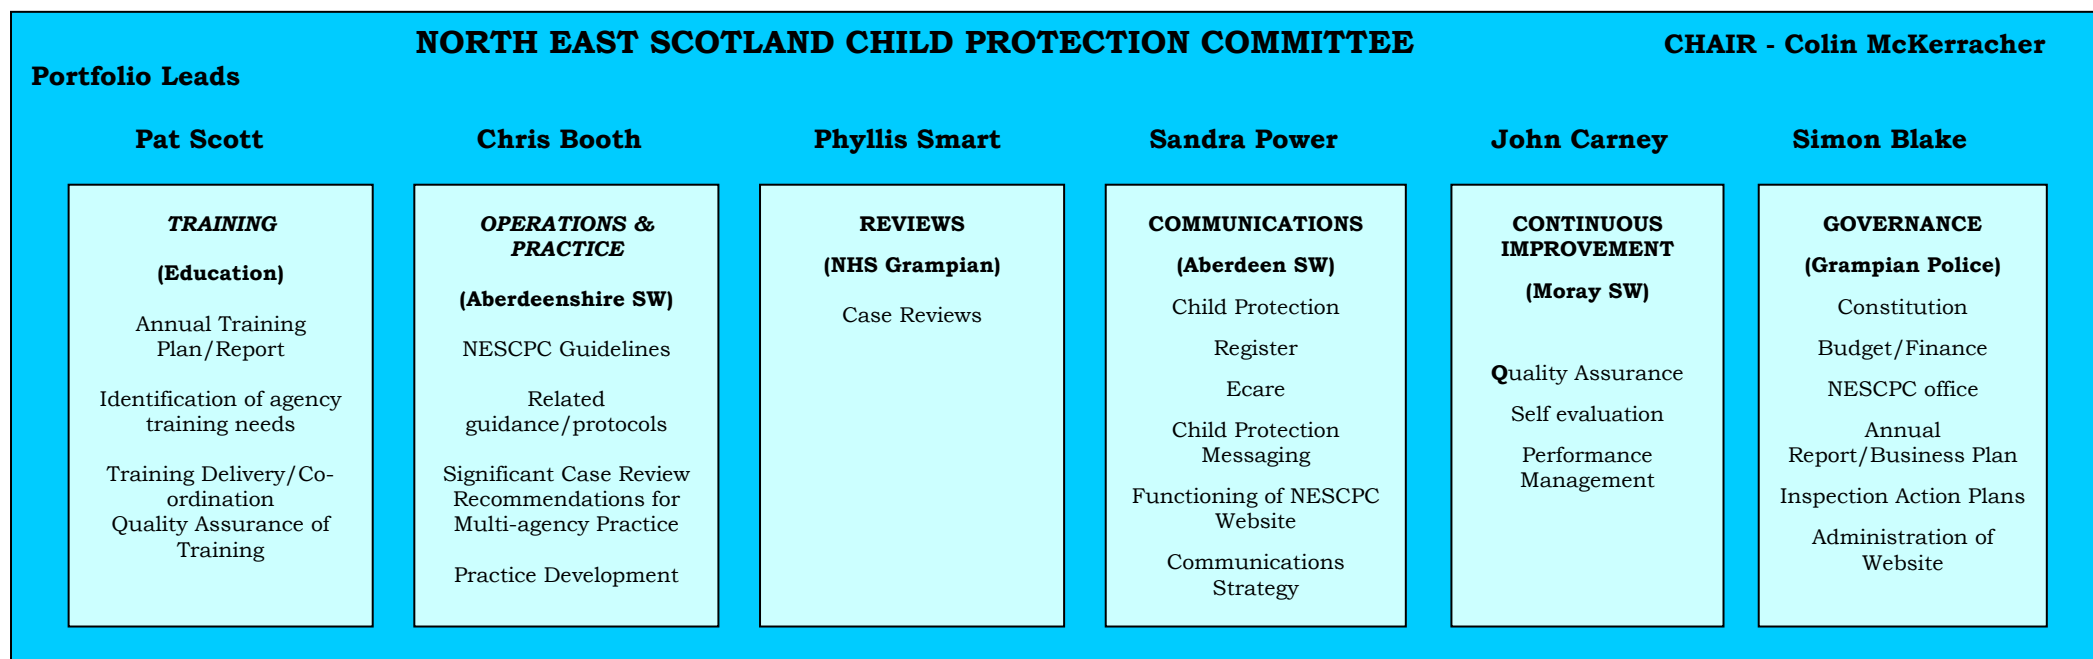 NORTH EAST SCOTLAND CHILD PROTECTION COMMITTEE
CHAIR - Colin McKerracher
Portfolio Leads
Pat Scott
Chris Booth
Phyllis Smart
Sandra Power
John Carney
Simon Blake
TRAINING
(Education)
Annual Training
Plan/Report
Identification of agency
training needs
Training Delivery/Co-
ordination
Quality Assurance of
Training
OPERATIONS &
PRACTICE
(Aberdeenshire SW)
NESCPC Guidelines
Related
guidance/protocols
Significant Case Review
Recommendations for
Multi-agency Practice
Practice Development
REVIEWS
(NHS Grampian)
Case Reviews
COMMUNICATIONS
(Aberdeen SW)
Child Protection
Register
Ecare
Child Protection
Messaging
Functioning of NESCPC
Website
Communications
Strategy
CONTINUOUS
IMPROVEMENT
(Moray SW)
Quality Assurance
Self evaluation
Performance
Management
GOVERNANCE
(Grampian Police)
Constitution
Budget/Finance
NESCPC office
Annual
Report/Business Plan
Inspection Action Plans
Administration of
Website